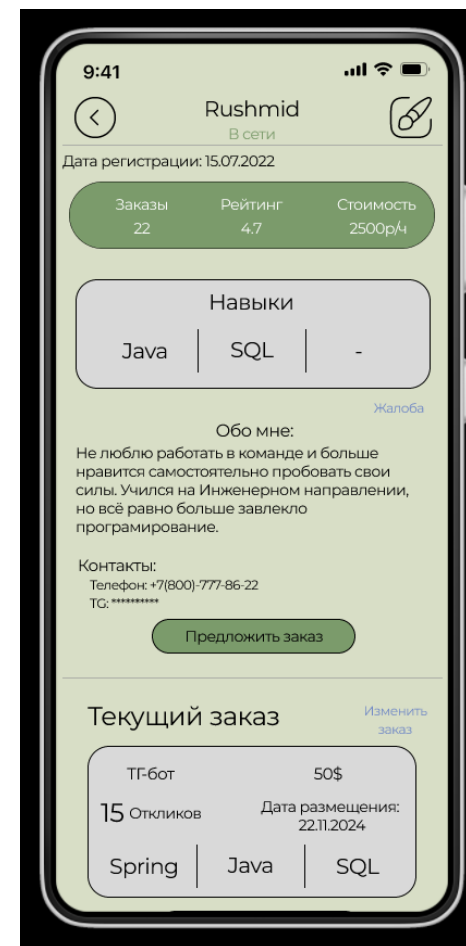 9:41
Rushmid
В сети
Дата регистрации: 15.07.2022
Заказы Рейтинг Стоимость
22 4.7 2500р/ч
Навыки
Java SQL -
Жалоба
Обо мне:
Не люблю работать в команде и больше
нравится самостоятельно пробовать свои
силы. Учился на Инженерном направлении,
но всё равно больше завлекло
програмирование.
Контакты:
Телефон: +7(800)-777-86-22
TG: **********
Предложить заказ
Текущий заказ
Изменить
заказ
ТГ-бот 50$
15 Откликов Дата размещения:
22.11.2024
Spring Java SQL